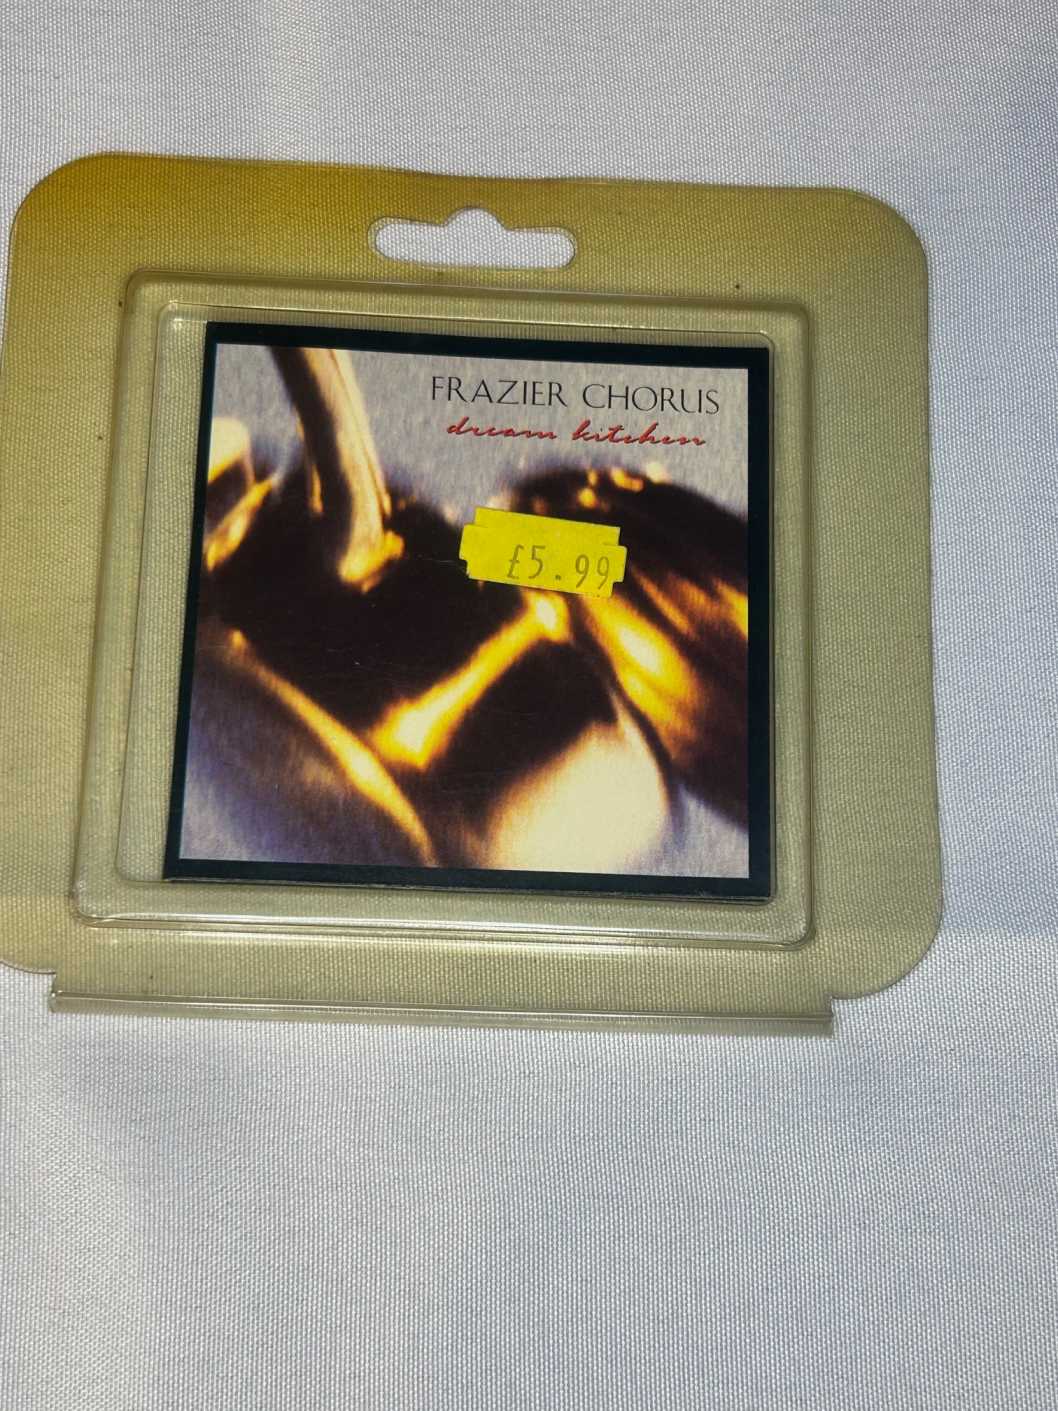 FRAZIER CHORUS
dream kitchen
£5.99